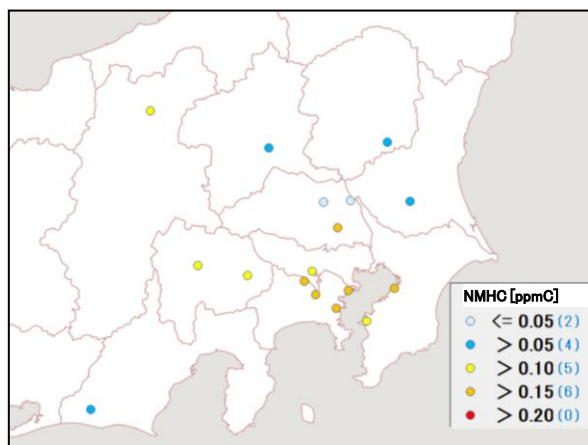 NMHC [ppmC]
<= 0.05 (2)
> 0.05 (4)
> 0.10 (5)
> 0.15 (6)
> 0.20 (0)